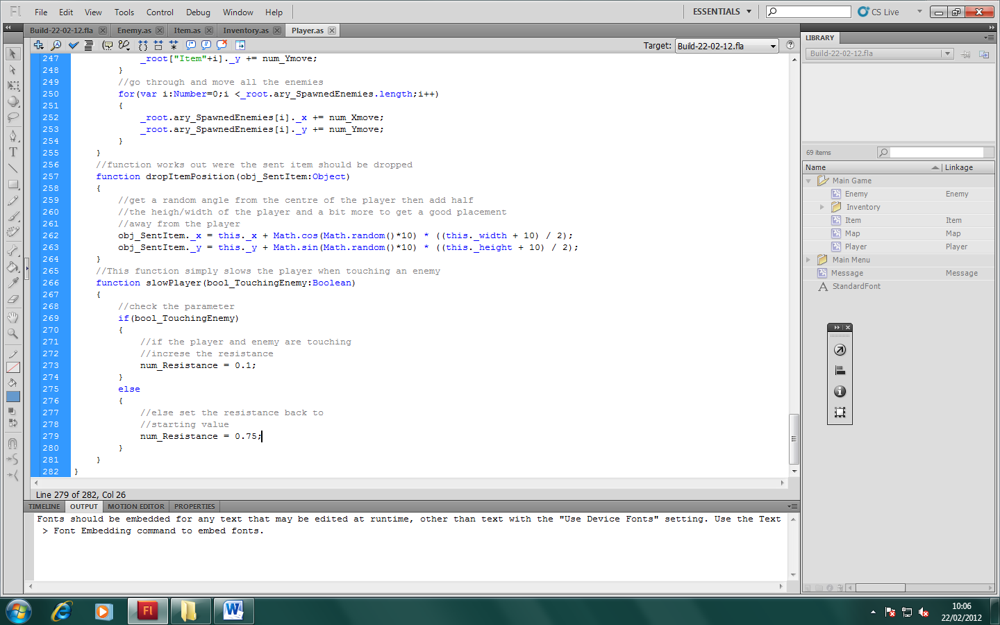 Fl File Edit View Tools Control Debug Window Help ESSENTIALS CS Live
Build-22-02-12.fla Enemy.as Item.as Inventory.as Player.as
Target: Build-22-02-12.fla
247 _root["Item"+i]._y += num_Ymove;
248 }
249 //go through and move all the enemies
250 for(var i:Number=0;i <_root.ary_SpawnedEnemies.length;i++)
251 {
252 _root.ary_SpawnedEnemies[i]._x += num_Xmove;
253 _root.ary_SpawnedEnemies[i]._y += num_Ymove;
254 }
255 }
256 //function works out were the sent item should be dropped
257 function dropItemPosition(obj_SentItem:Object)
258 {
259 //get a random angle from the centre of the player then add half
260 //the heigh/width of the player and a bit more to get a good placement
261 //away from the player
262 obj_SentItem._x = this._x + Math.cos(Math.random()*10) * ((this._width + 10) / 2);
263 obj_SentItem._y = this._y + Math.sin(Math.random()*10) * ((this._height + 10) / 2);
264 }
265 //This function simply slows the player when touching an enemy
266 function slowPlayer(bool_TouchingEnemy:Boolean)
267 {
268 //check the parameter
269 if(bool_TouchingEnemy)
270 {
271 //if the player and enemy are touching
272 //increse the resistance
273 num_Resistance = 0.1;
274 }
275 else
276 {
277 //else set the resistance back to
278 //starting value
279 num_Resistance = 0.75;
280 }
281 }
282 }
Line 279 of 282, Col 26
TIMELINE OUTPUT MOTION EDITOR PROPERTIES
Fonts should be embedded for any text that may be edited at runtime, other than text with the "Use Device Fonts" setting. Use the Text
> Font Embedding command to embed fonts.
LIBRARY
Build-22-02-12.fla
69 items
Name Linkage
Main Game
Enemy Enemy
Inventory
Item Item
Map Map
Player Player
Main Menu
Message Message
StandardFont
Fl
10:06
22/02/2012